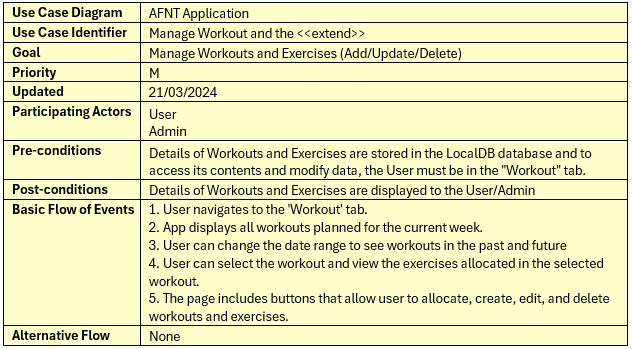 Use Case Diagram AFNT Application
Use Case Identifier Manage Workout and the <<extend>>
Goal Manage Workouts and Exercises (Add/Update/Delete)
Priority M
Updated 21/03/2024
Participating Actors User
Admin
Pre-conditions Details of Workouts and Exercises are stored in the LocalDB database and to
access its contents and modify data, the User must be in the "Workout" tab.
Post-conditions Details of Workouts and Exercises are displayed to the User/Admin
Basic Flow of Events 1. User navigates to the 'Workout' tab.
2. App displays all workouts planned for the current week.
3. User can change the date range to see workouts in the past and future
4. User can select the workout and view the exercises allocated in the selected
workout.
5. The page includes buttons that allow user to allocate, create, edit, and delete
workouts and exercises.
Alternative Flow None